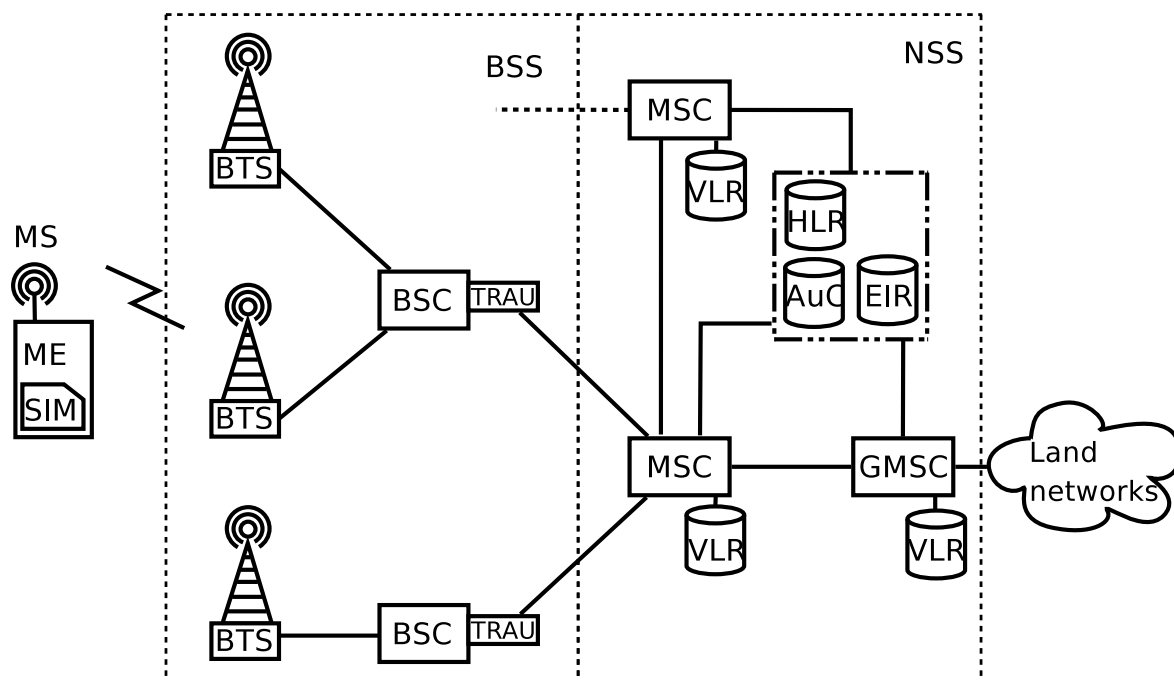 BSS
NSS
MSC
BTS
VLR
HLR
MS
BSC
TRAU
AuC
EIR
ME
SIM
BTS
MSC
GMSC
Land
networks
VLR
VLR
BTS
BSC
TRAU